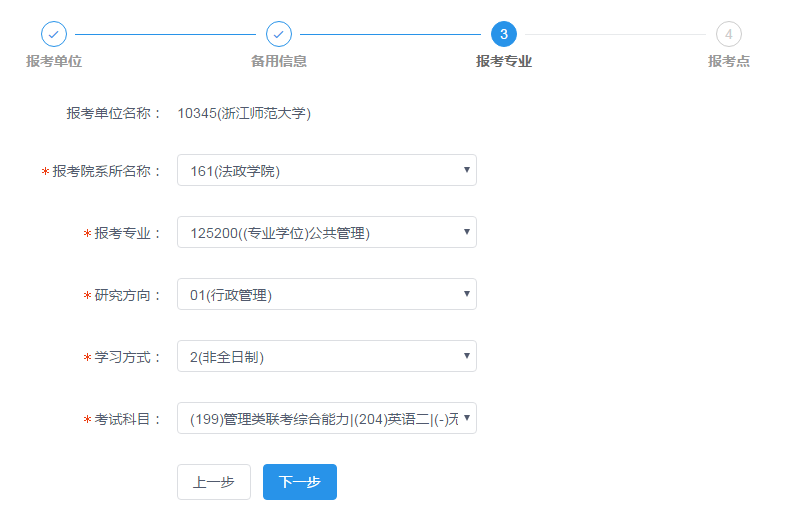 3
4
报考单位
备用信息
报考专业
报考点
报考单位名称： 10345(浙江师范大学)
*报考院系所名称： 161(法政学院)
*报考专业： 125200((专业学位)公共管理)
*研究方向： 01(行政管理)
*学习方式： 2(非全日制)
*考试科目： (199)管理类联考综合能力|(204)英语二|(-)
上一步 下一步